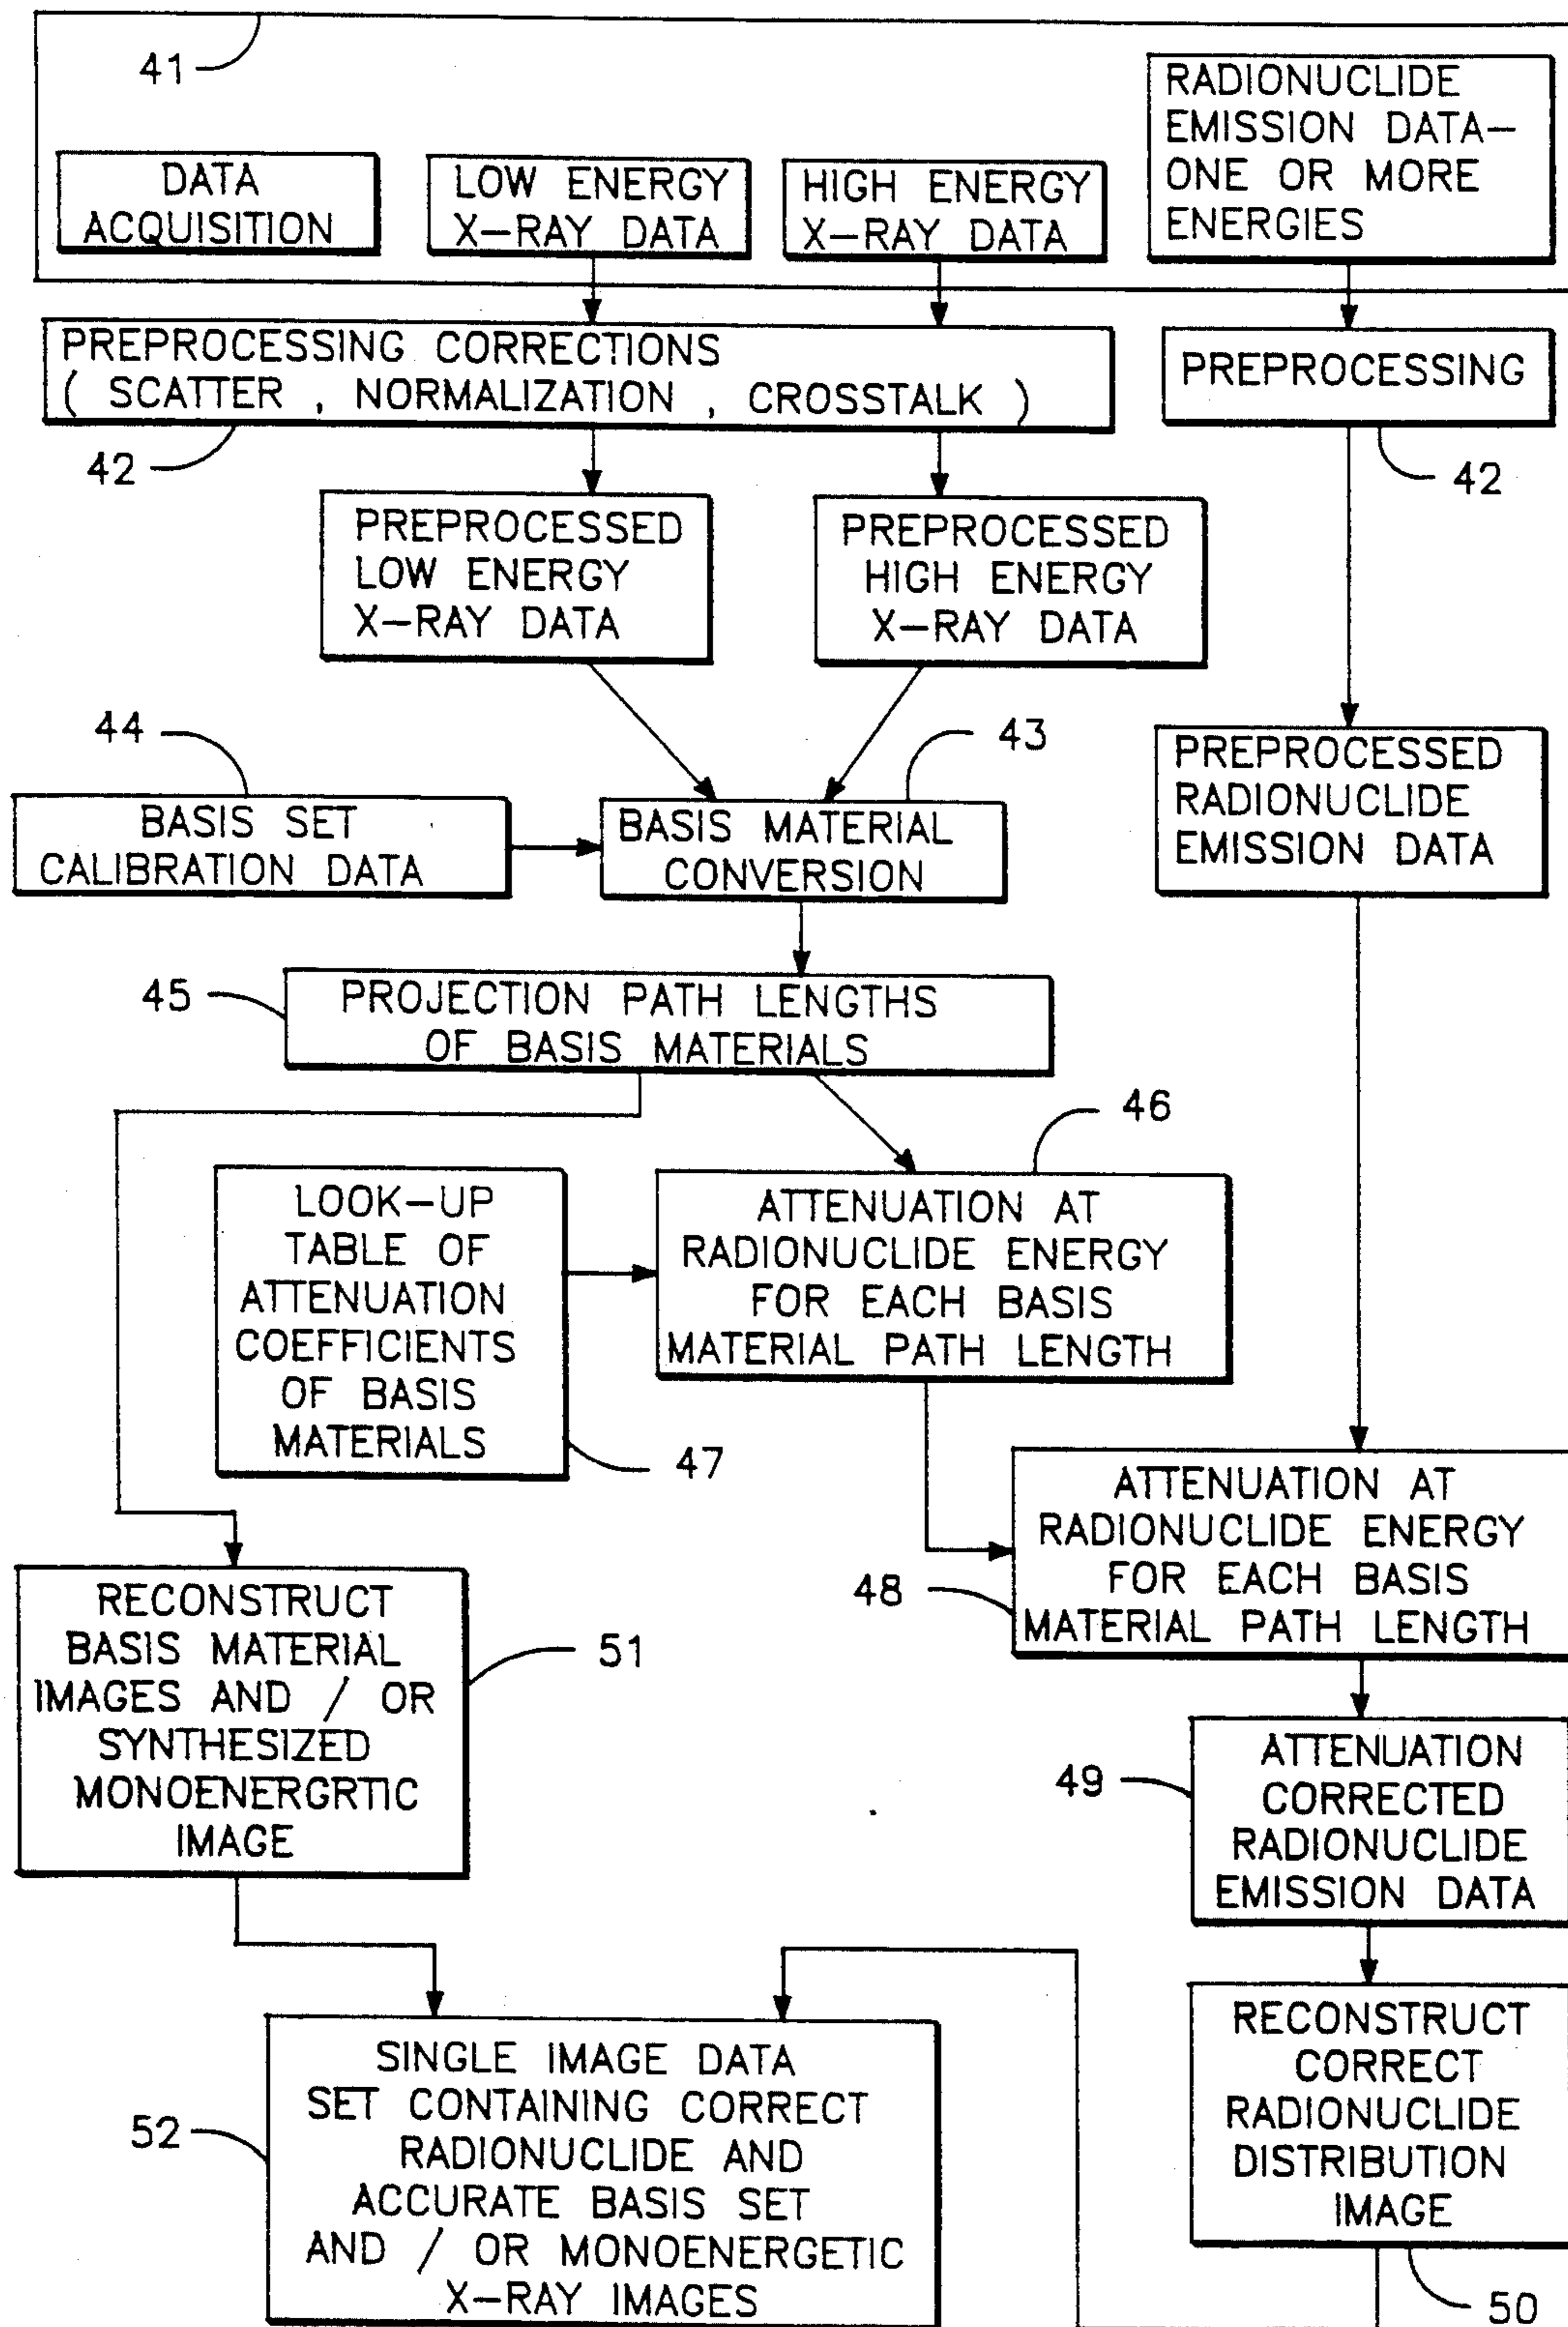 41
DATA
ACQUISITION
LOW ENERGY
X-RAY DATA
HIGH ENERGY
X-RAY DATA
RADIONUCLIDE
EMISSION DATA-
ONE OR MORE
ENERGIES
PREPROCESSING CORRECTIONS
( SCATTER , NORMALIZATION , CROSSTALK )
PREPROCESSING
42
42
PREPROCESSED
LOW ENERGY
X-RAY DATA
PREPROCESSED
HIGH ENERGY
X-RAY DATA
44
43
BASIS SET
CALIBRATION DATA
BASIS MATERIAL
CONVERSION
PREPROCESSED
RADIONUCLIDE
EMISSION DATA
45
PROJECTION PATH LENGTHS
OF BASIS MATERIALS
46
LOOK-UP
TABLE OF
ATTENUATION
COEFFICIENTS
OF BASIS
MATERIALS
47
ATTENUATION AT
RADIONUCLIDE ENERGY
FOR EACH BASIS
MATERIAL PATH LENGTH
48
ATTENUATION AT
RADIONUCLIDE ENERGY
FOR EACH BASIS
MATERIAL PATH LENGTH
RECONSTRUCT
BASIS MATERIAL
IMAGES AND / OR
SYNTHESIZED
MONOENERGRTIC
IMAGE
51
49
ATTENUATION
CORRECTED
RADIONUCLIDE
EMISSION DATA
52
SINGLE IMAGE DATA
SET CONTAINING CORRECT
RADIONUCLIDE AND
ACCURATE BASIS SET
AND / OR MONOENERGETIC
X-RAY IMAGES
RECONSTRUCT
CORRECT
RADIONUCLIDE
DISTRIBUTION
IMAGE
50